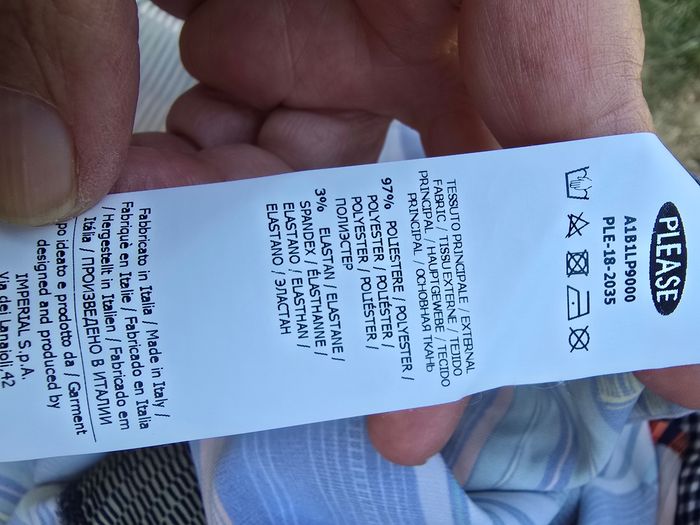 PLEASE
A1B1LP9000
PLE-18-2035
TESSUTO PRINCIPALE / EXTERNAL
FABRIC / TISSU EXTERNE / TEJIDO
PRINCIPAL / HAUPTGEWEBE / TECIDO
PRINCIPAL / ОСНОВНАЯ ТКАНЬ
97% POLIESTERE / POLYESTER /
POLYESTER / POLIÉSTER /
POLYESTER / POLIÉSTER /
ПОЛИЭСТЕР
3% ELASTAN / ELASTANE /
SPANDEX / ÉLASTHANNE /
ELASTANO / ELASTHAN /
ELASTANO / ЭЛАСТАН
Fabbricato in Italia / Made in Italy /
Fabriqué en Italie / Fabricado en Italia
/ Hergestellt in Italien / Fabricado em
Itália / ПРОИЗВЕДЕНО В ИТАЛИИ
po ideato e prodotto da / Garment
designed and produced by
IMPERIAL S.p.A.
Via dei Lanaioli, 42